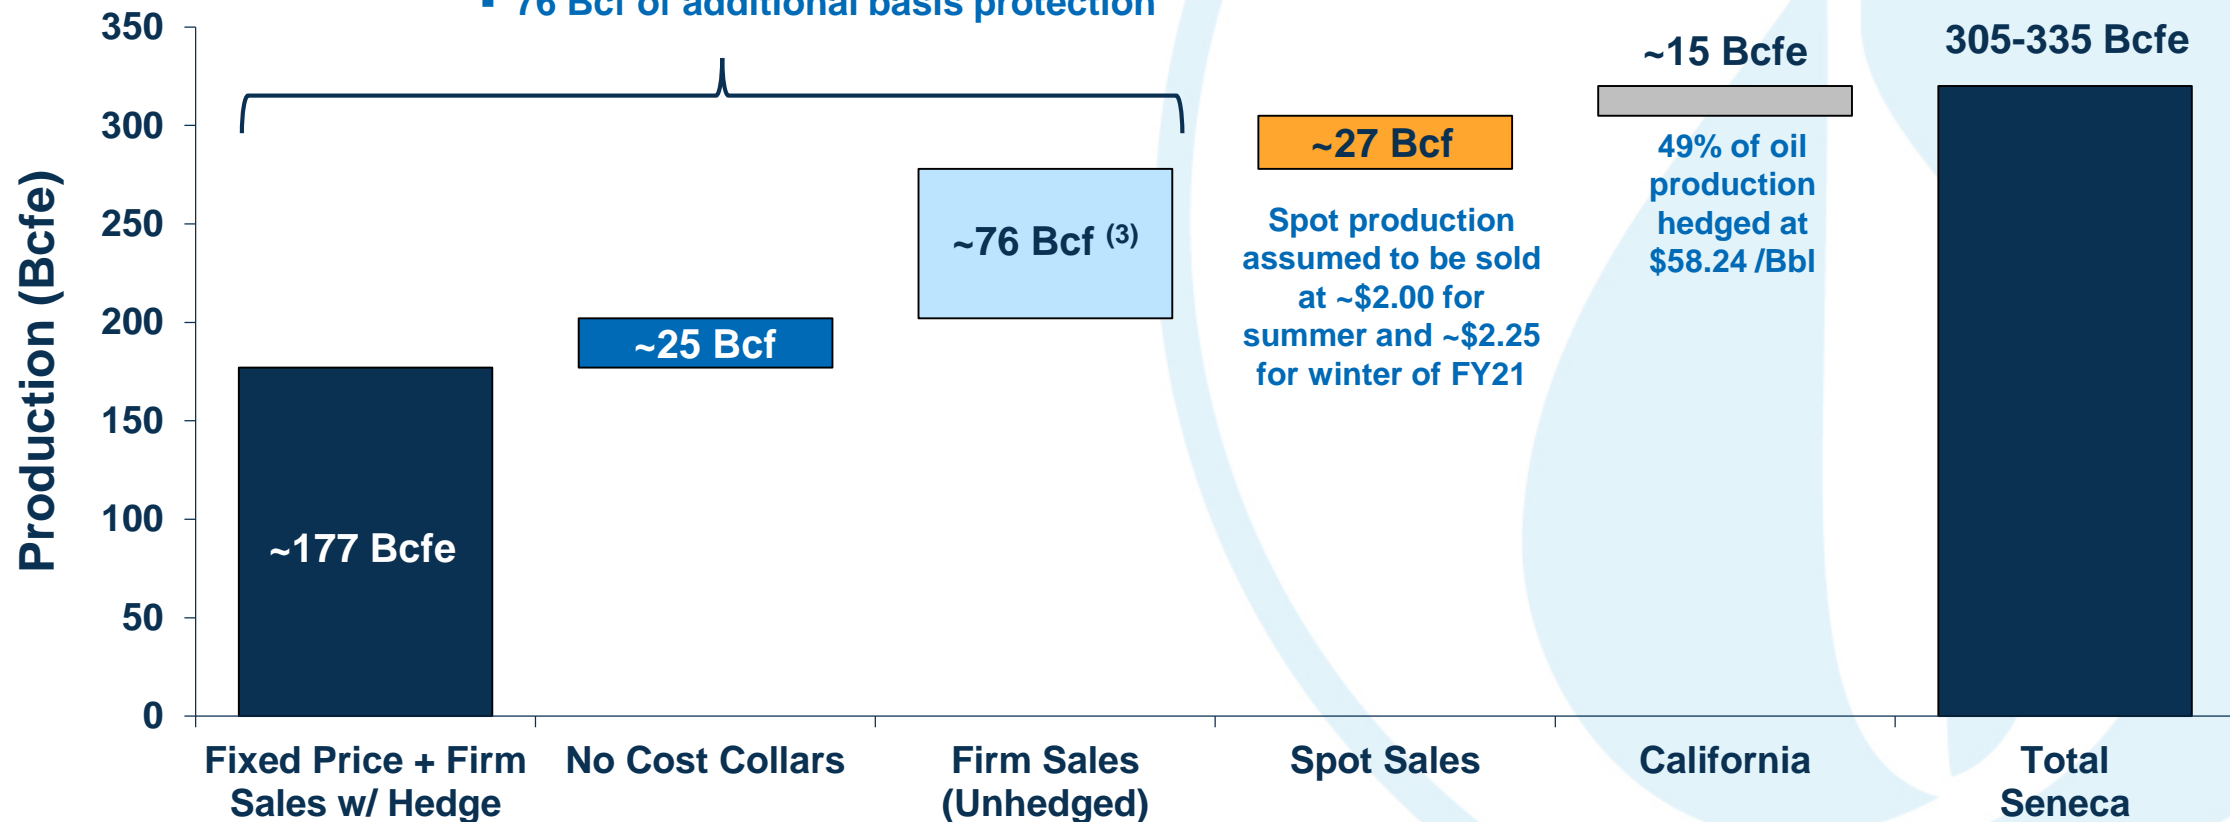 ▪ 76 Bcf of additional basis protection
Production (Bcfe)
350
300
250
200
150
100
50
0
~177 Bcfe
~25 Bcf
~76 Bcf (3)
~27 Bcf
Spot production
assumed to be sold
at ~$2.00 for
summer and ~$2.25
for winter of FY21
~15 Bcfe
49% of oil
production
hedged at
$58.24 /Bbl
305-335 Bcfe
Fixed Price + Firm
Sales w/ Hedge
No Cost Collars
Firm Sales
(Unhedged)
Spot Sales
California
Total
Seneca